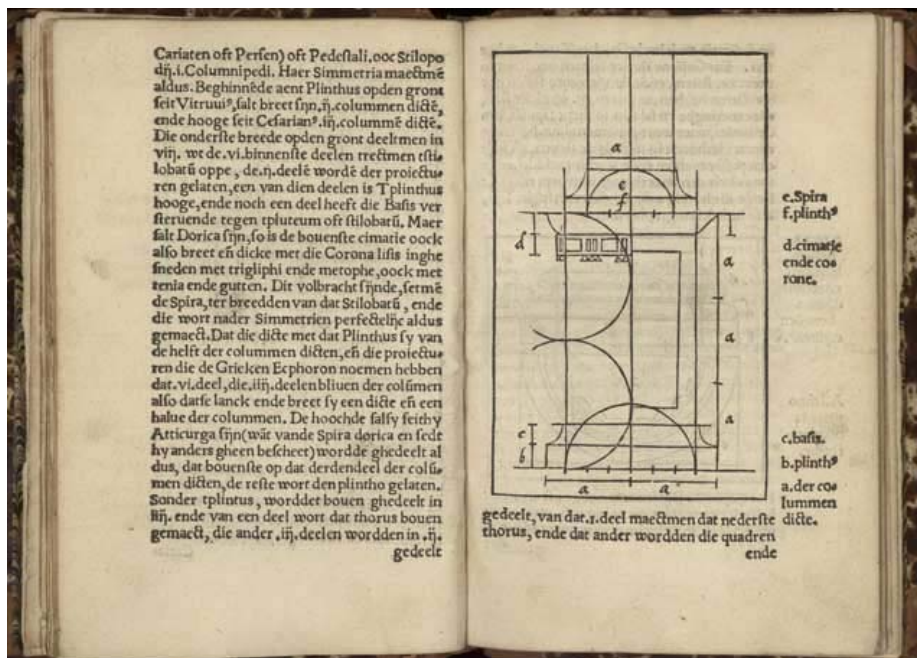 Cariaten oft Persen) oft Pedestali.ooc Stilopo
dij.i.Columnipedi. Haer Simmetria maectmē
aldus. Beghinnēde aent Plinthus opden gront
seit Vitruui⁹, salt breet sijn.ij.colummen dictē,
ende hooge seit Cesarian⁹.iij.colummē dictē.
Die onderste breede opden gront deeltmen in
viij. wt de.vi.binnenste deelen trectmen tsti⸗
lobatū oppe, de.ij.deelē wordē der proiectu⸗
ren gelaten, een van dien deelen is Tplinthus
hooge, ende noch een deel heeft die Basis ver
steruende tegen tpluteum oft stilobatū. Maer
salt Dorica sijn, so is de bouenste cimatie oock
also breet eñ dicke met die Corona lisis inghe
sneden met trigliphi ende metophe, oock met
tenia ende gutten. Dit volbracht sijnde, setmē
de Spira, ter breedden van dat Stilobatū, ende
die wort nader Simmetrien perfectelijc aldus
gemaect. Dat die dicte met dat Plinthus sy van
de helft der colummen dicten, eñ die proiectu⸗
ren die de Grieken Ecphoron noemen hebben
dat.vi.deel, die.iiij.deelen bliuen der colūmen
also datse lanck ende breet sy een dicte eñ een
halue der colummen. De hoochde salsy seithy
Atticurga sijn (wāt vande Spira dorica en sedt
hy anders gheen bescheet) wordde ghedeelt al
dus, dat bouenste op dat derdendeel der colū⸗
men dicten, de reste wort den plintho gelaten.
Sonder tplintus, worddet bouen ghedeelt in
iiij. ende van een deel wort dat thorus bouen
gemaect, die ander .iij.deelen wordden in .ij.
gedeelt
a
e
f
d
a
a
a
c
b
a
a
e.Spira
f.plinth⁹
d.cimatie
ende co⸗
rone.
c.basis.
b.plinth⁹
a.der co⸗
lummen
dicte.
gedeelt, van dat.1.deel maectmen dat nederste
thorus, ende dat ander wordden die quadren
ende